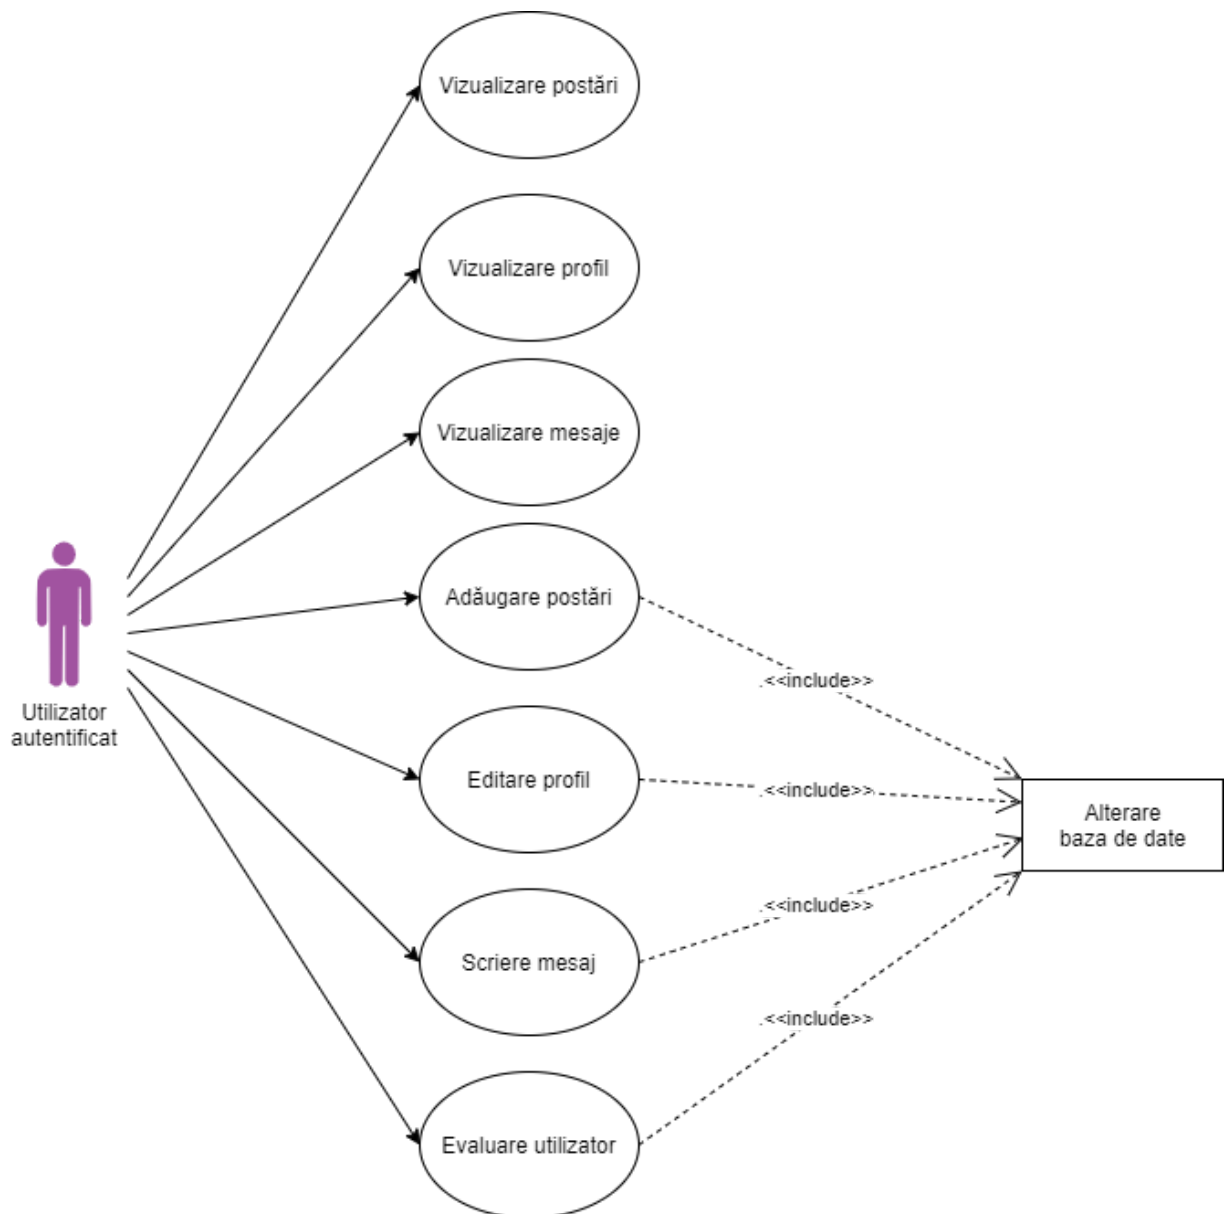 Vizualizare postări
Vizualizare profil
Vizualizare mesaje
Adăugare postări
<<include>>
Utilizator
autentificat
Editare profil
<<include>>
Alterare
baza de date
<<include>>
Scriere mesaj
<<include>>
Evaluare utilizator